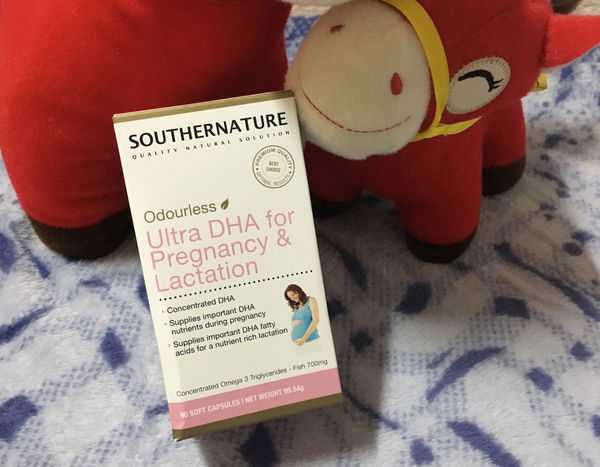 SOUTHERNATURE
QUALITY NATURAL SOLUTION
PREMIUM QUALITY
BEST
CHOICE
OPTIMAL RESULTS
Odourless
Ultra DHA for
Pregnancy &
Lactation
• Concentrated DHA
• Supplies important DHA
nutrients during pregnancy
• Supplies important DHA fatty
acids for a nutrient rich lactation
Concentrated Omega 3 Triglycerides - Fish 700mg
90 SOFT CAPSULES | NET WEIGHT 99.54g